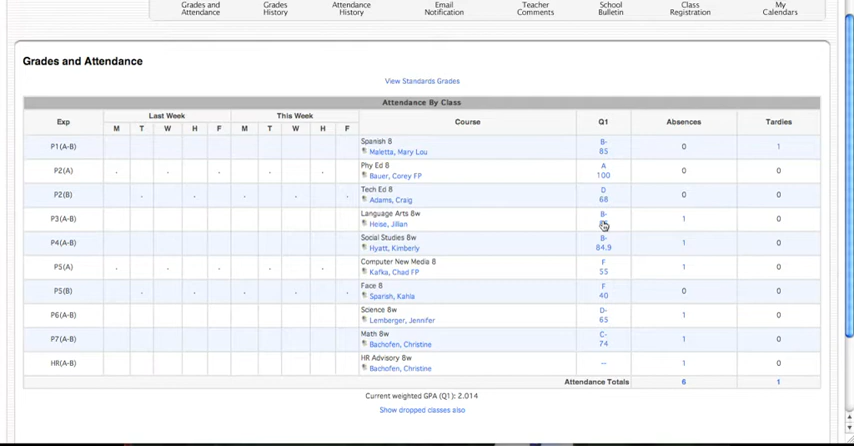 Grades and Attendance
Grades History
Attendance History
Email Notification
Teacher Comments
School Bulletin
Class Registration
My Calendars
Grades and Attendance
View Standards Grades
Attendance By Class
Exp Last Week This Week Course Q1 Absences Tardies
M T W H F M T W H F
P1(A-B) Spanish 8 B- 0 1
Maletta, Mary Lou 85
P2(A) . . . . . Phy Ed 8 A 0 0
Bauer, Corey FP 100
P2(B) . . . . . Tech Ed 8 D 0 0
Adams, Craig 68
P3(A-B) Language Arts 8w B- 1 0
Heise, Jillian
P4(A-B) Social Studies 8w B- 1 0
Hyatt, Kimberly 84.9
P5(A) . . . . . Computer New Media 8 F 1 0
Kafka, Chad FP 55
P5(B) . . . . . Face 8 F 0 0
Sparish, Kahla 40
P6(A-B) Science 8w D- 1 0
Lemberger, Jennifer 65
P7(A-B) Math 8w C- 1 0
Bachofen, Christine 74
HR(A-B) HR Advisory 8w -- 1 0
Bachofen, Christine
Attendance Totals 6 1
Current weighted GPA (Q1): 2.014
Show dropped classes also